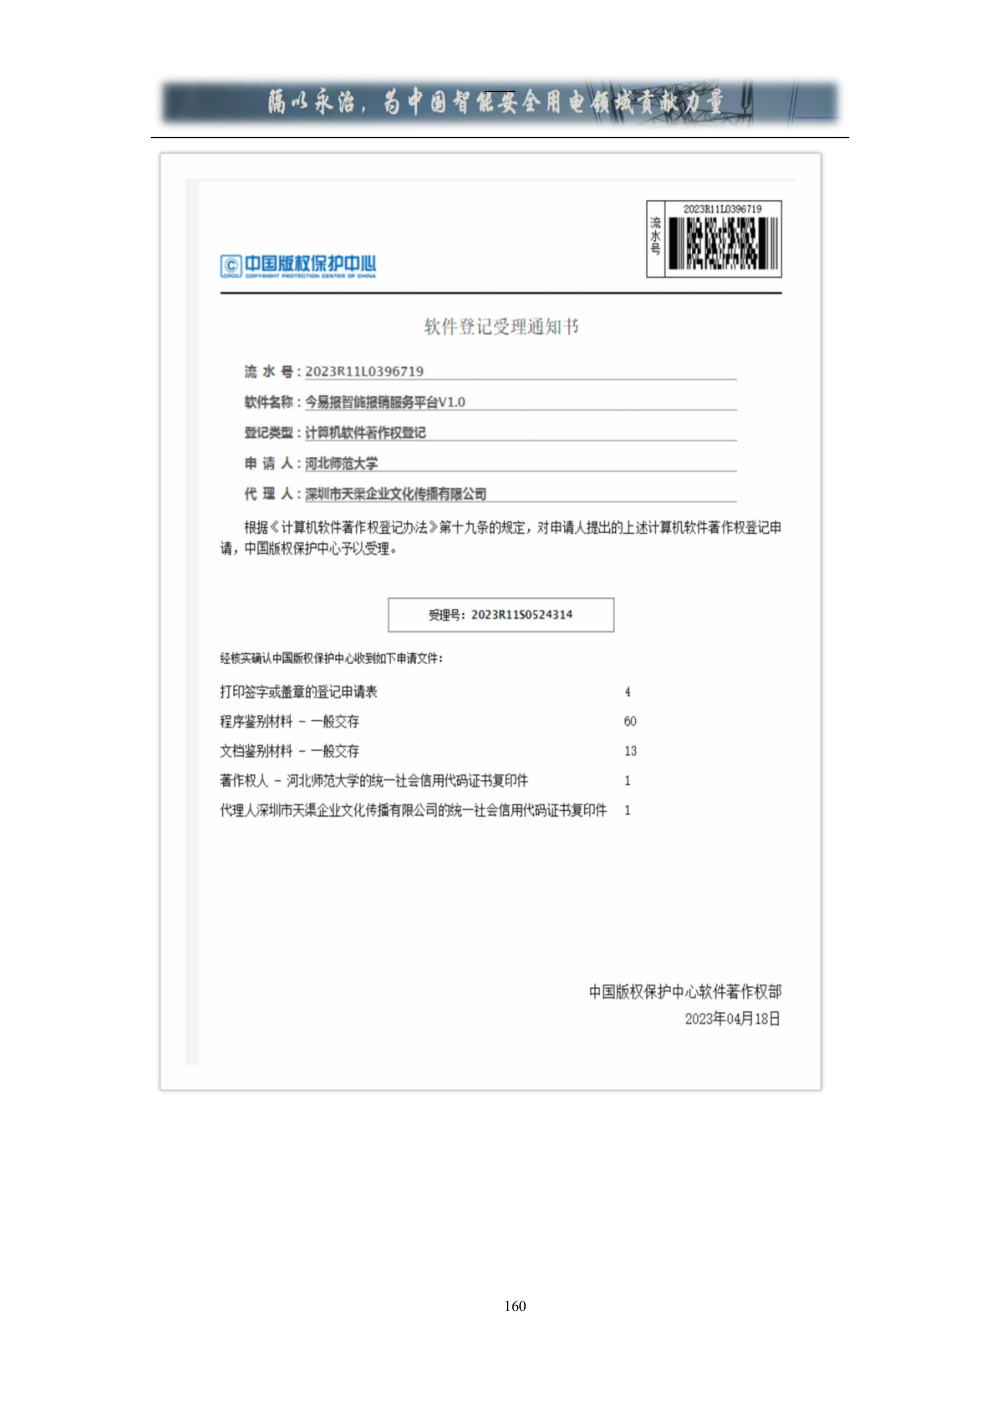 隔以永治，为中国智能安全用电领域贡献力量
2023R11L0396719
流水号
中国版权保护中心
COPYRIGHT PROTECTION CENTER OF CHINA
软件登记受理通知书
流 水 号：2023R11L0396719
软件名称：今易报智能报销服务平台V1.0
登记类型：计算机软件著作权登记
申 请 人：河北师范大学
代 理 人：深圳市天渠企业文化传播有限公司
根据《计算机软件著作权登记办法》第十九条的规定，对申请人提出的上述计算机软件著作权登记申
请，中国版权保护中心予以受理。
受理号：2023R11S0524314
经核实确认中国版权保护中心收到如下申请文件：
打印签字或盖章的登记申请表 4
程序鉴别材料 - 一般交存 60
文档鉴别材料 - 一般交存 13
著作权人 - 河北师范大学的统一社会信用代码证书复印件 1
代理人深圳市天渠企业文化传播有限公司的统一社会信用代码证书复印件 1
中国版权保护中心软件著作权部
2023年04月18日
160